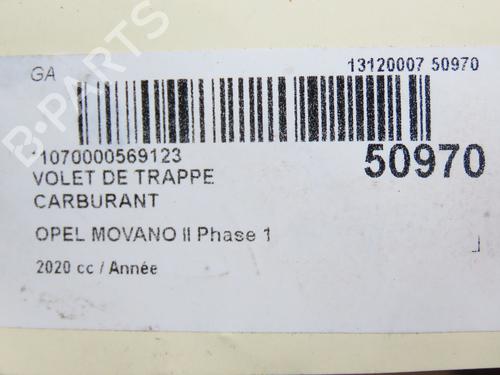 GA
13120007 50970
*1070000569123
50970
VOLET DE TRAPPE
CARBURANT
OPEL MOVANO II Phase 1
2020 cc / Année
B-PARTS